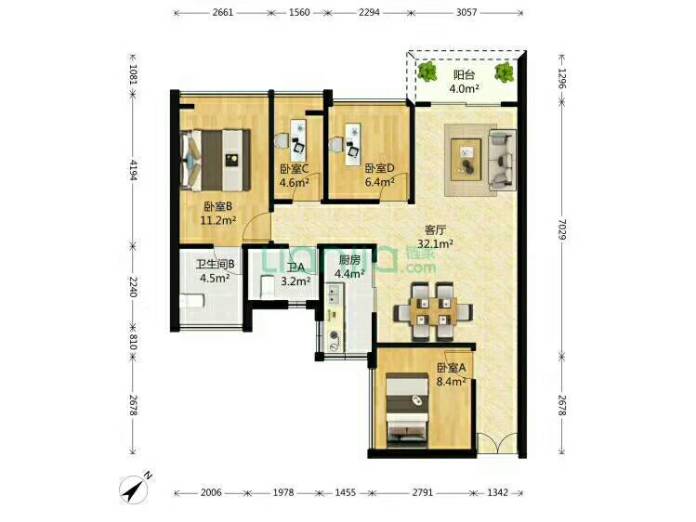 2661 1560 2294 3057
1081
4194
2240
810
2678
1296
7029
2678
阳台
4.0m²
卧室C
4.6m²
卧室D
6.4m²
卧室B
11.2m²
客厅
32.1m²
卫生间B
4.5m²
卫A
3.2m²
厨房
4.4m²
Lianjia 链家 .com
卧室A
8.4m²
N
2006 1978 1455 2791 1342